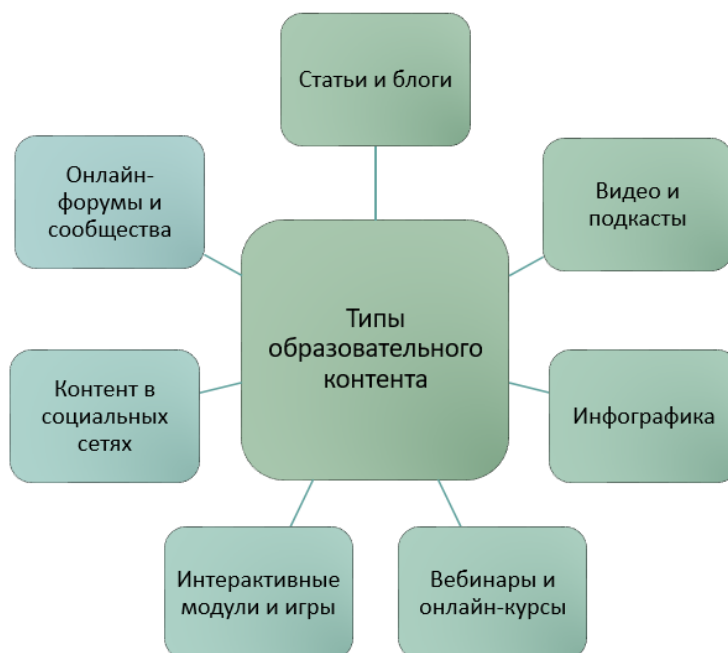 Статьи и блоги
Видео и
подкасты
Инфографика
Вебинары и
онлайн-курсы
Интерактивные
модули и игры
Контент в
социальных
сетях
Онлайн-
форумы и
сообщества
Типы
образовательного
контента